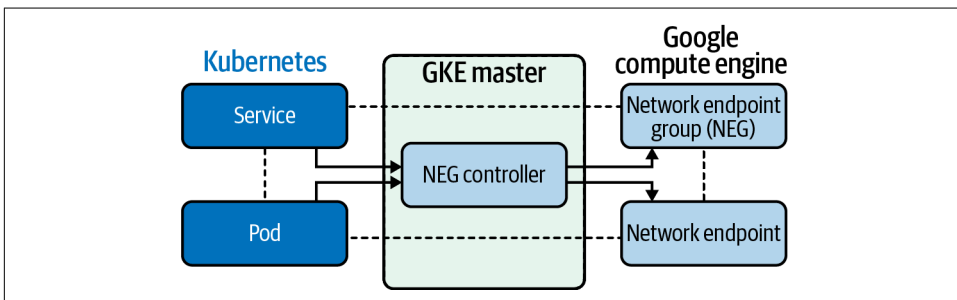 Kubernetes
GKE master
Google
compute engine
Service
Network endpoint
group (NEG)
NEG controller
Pod
Network endpoint